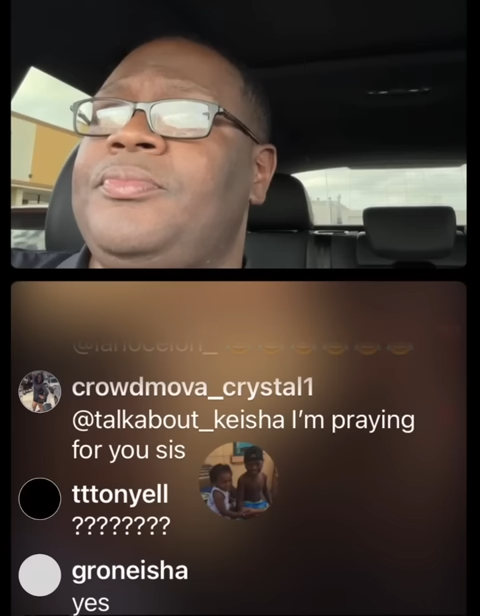 crowdmova_crystal1
@talkabout_keisha I’m praying
for you sis
tttonyell
????????
groneisha
yes